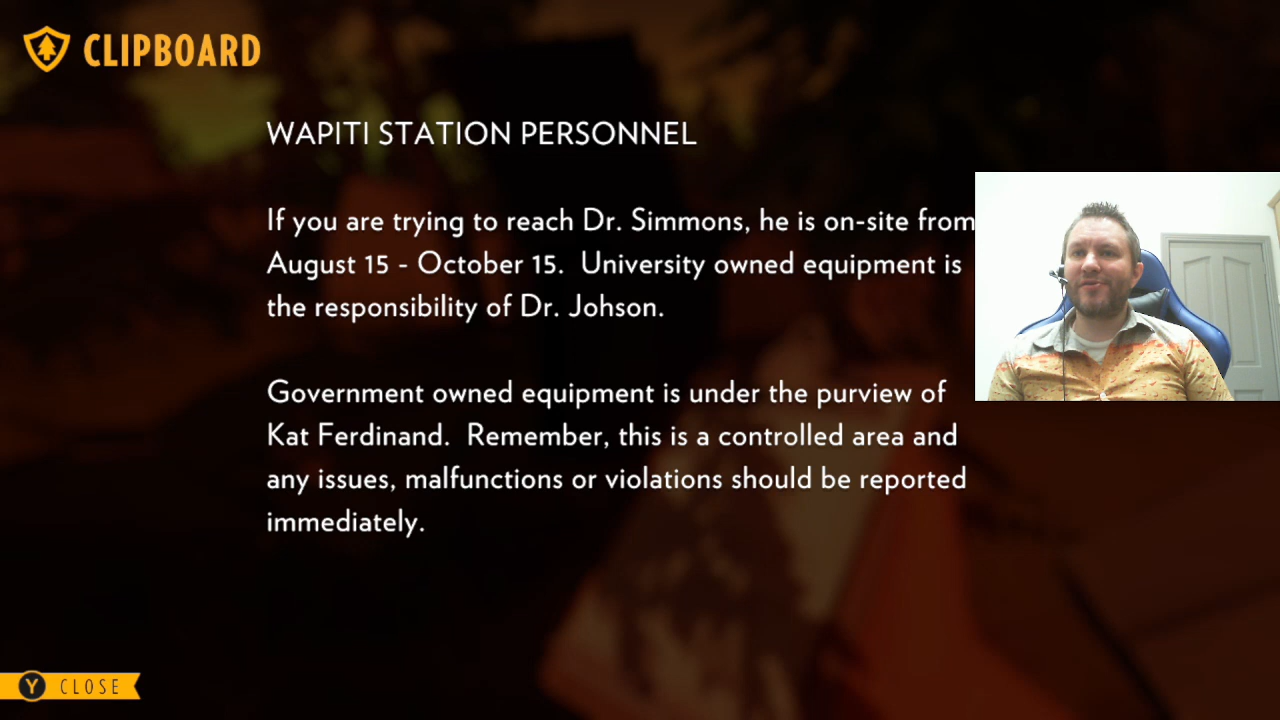 CLIPBOARD
WAPITI STATION PERSONNEL
If you are trying to reach Dr. Simmons, he is on-site from
August 15 - October 15. University owned equipment is
the responsibility of Dr. Johson.
Government owned equipment is under the purview of
Kat Ferdinand. Remember, this is a controlled area and
any issues, malfunctions or violations should be reported
immediately.
Y CLOSE